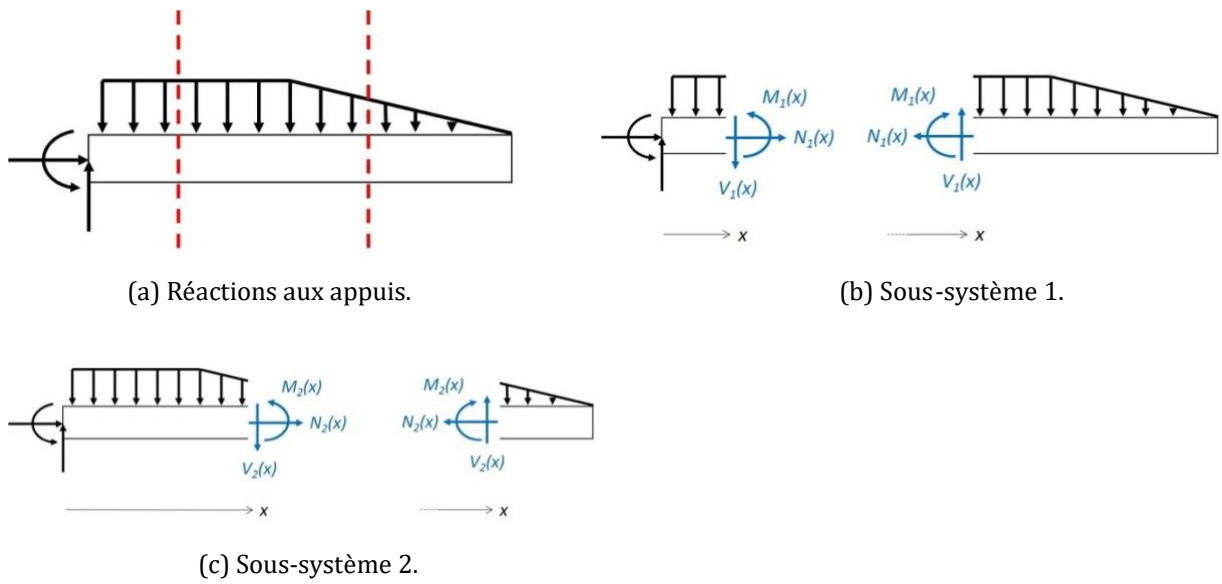 (a) Réactions aux appuis.
M₁(x)
N₁(x)
V₁(x)
x
M₁(x)
N₁(x)
V₁(x)
x
(b) Sous-système 1.
M₂(x)
N₂(x)
V₂(x)
x
M₂(x)
N₂(x)
V₂(x)
x
(c) Sous-système 2.